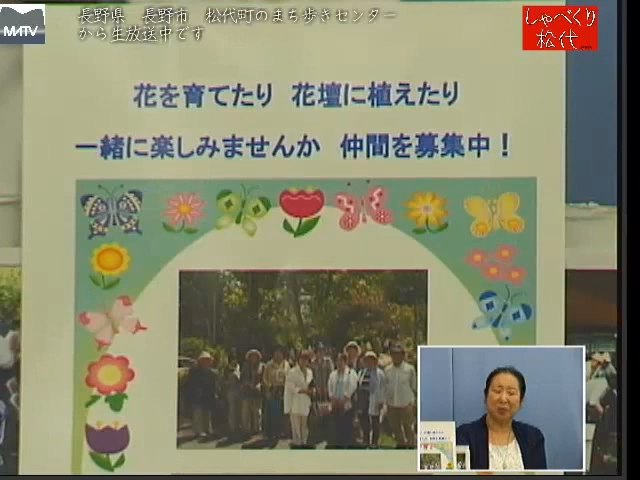 長野県 長野市 松代町のまち歩きセンター
から生放送中です
MATV
しゃべくり
松代
花を育てたり 花壇に植えたり
一緒に楽しみませんか 仲間を募集中！